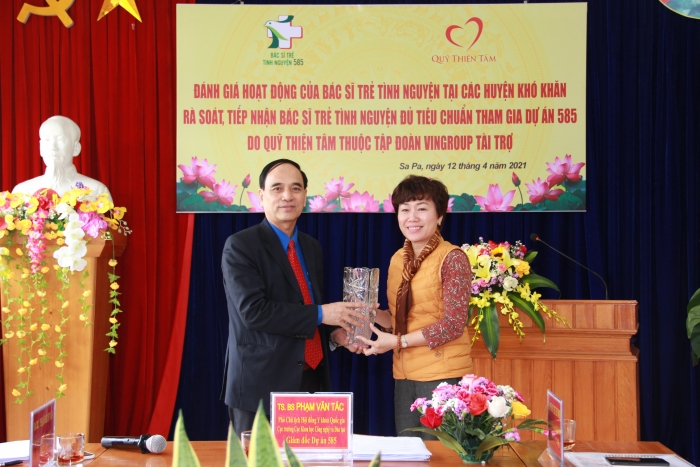 BÁC SĨ TRẺ
TÌNH NGUYỆN 585
QUỸ THIỆN TÂM
ĐÁNH GIÁ HOẠT ĐỘNG CỦA BÁC SĨ TRẺ TÌNH NGUYỆN TẠI CÁC HUYỆN KHÓ KHĂN
RÀ SOÁT, TIẾP NHẬN BÁC SĨ TRẺ TÌNH NGUYỆN ĐỦ TIÊU CHUẨN THAM GIA DỰ ÁN 585
DO QUỸ THIỆN TÂM THUỘC TẬP ĐOÀN VINGROUP TÀI TRỢ
Sa Pa, ngày 12 tháng 4 năm 2021
TS. BS PHẠM VĂN TÁC
Phó Chủ tịch Hội đồng Y khoa Quốc gia
Cục trưởng Cục Khoa học Công nghệ và Đào tạo
Giám đốc Dự án 585